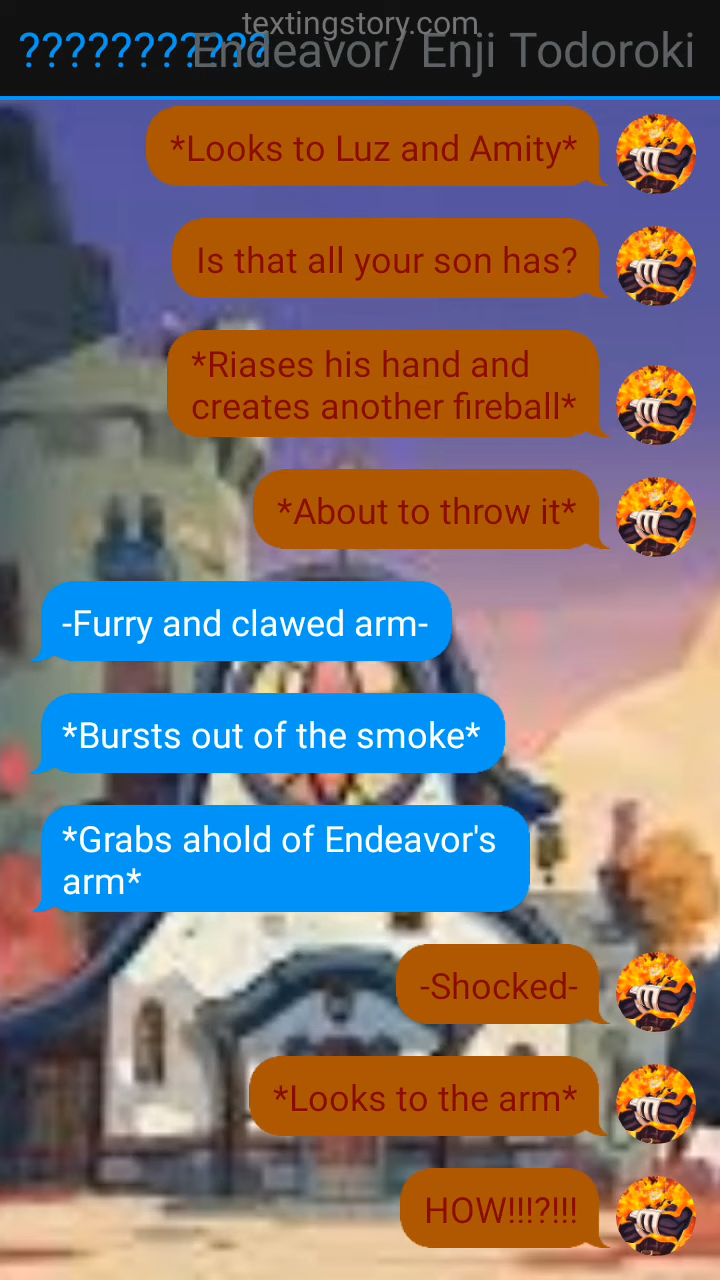 textingstory.com
???????????
Endeavor/ Enji Todoroki
*Looks to Luz and Amity*
Is that all your son has?
*Riases his hand and
creates another fireball*
*About to throw it*
-Furry and clawed arm-
*Bursts out of the smoke*
*Grabs ahold of Endeavor's
arm*
-Shocked-
*Looks to the arm*
HOW!!!?!!!